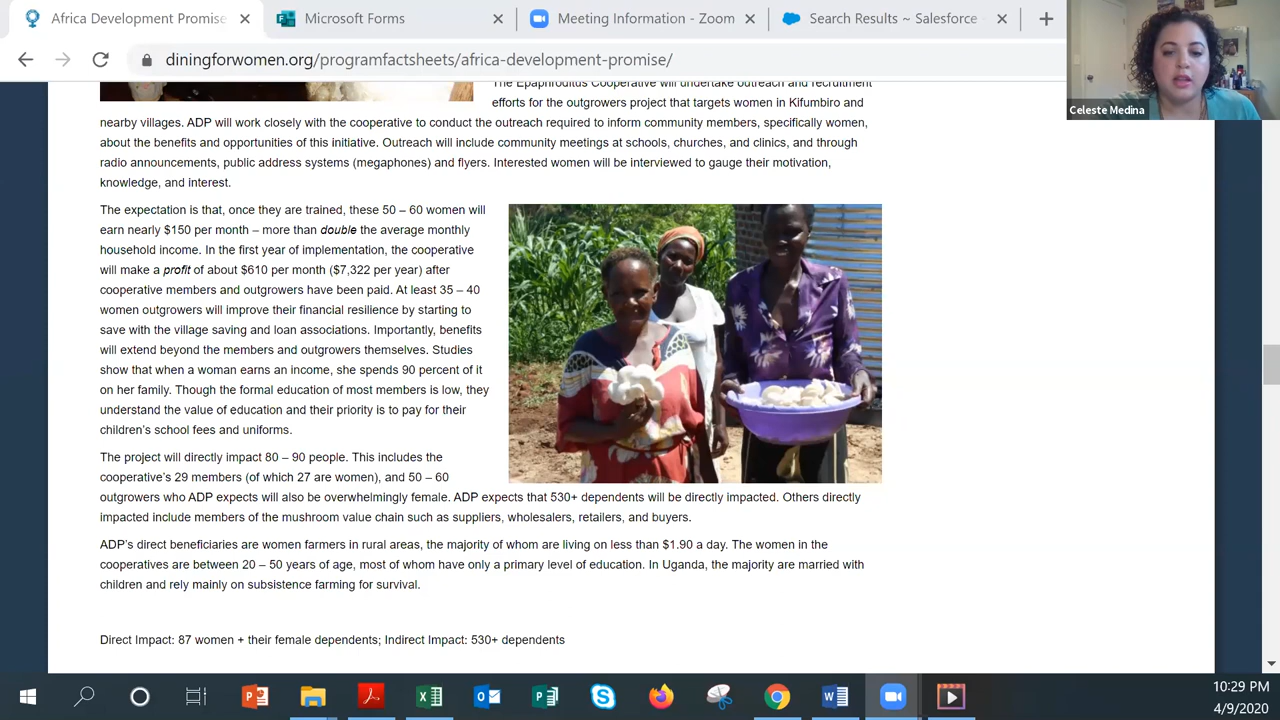 Africa Development Promise
Microsoft Forms
Meeting Information - Zoom
Search Results ~ Salesforce -
diningforwomen.org/programfactsheets/africa-development-promise/
Celeste Medina
The Epaphroditus Cooperative will undertake outreach and recruitment
efforts for the outgrowers project that targets women in Kifumbiro and
nearby villages. ADP will work closely with the coop conduct the outreach required to inform community members, specifically women,
about the benefits and opportunities of this initiative. Outreach will include community meetings at schools, churches, and clinics, and through
radio announcements, public address systems (megaphones) and flyers. Interested women will be interviewed to gauge their motivation,
knowledge, and interest.
The expectation is that, once they are trained, these 50 – 60 women will
earn nearly $150 per month – more than double the average monthly
household income. In the first year of implementation, the cooperative
will make a profit of about $610 per month ($7,322 per year) after
cooperative members and outgrowers have been paid. At least 35 – 40
women outgrowers will improve their financial resilience by starting to
save with the village saving and loan associations. Importantly, benefits
will extend beyond the members and outgrowers themselves. Studies
show that when a woman earns an income, she spends 90 percent of it
on her family. Though the formal education of most members is low, they
understand the value of education and their priority is to pay for their
children's school fees and uniforms.
The project will directly impact 80 – 90 people. This includes the
cooperative's 29 members (of which 27 are women), and 50 – 60
outgrowers who ADP expects will also be overwhelmingly female. ADP expects that 530+ dependents will be directly impacted. Others directly
impacted include members of the mushroom value chain such as suppliers, wholesalers, retailers, and buyers.
ADP's direct beneficiaries are women farmers in rural areas, the majority of whom are living on less than $1.90 a day. The women in the
cooperatives are between 20 – 50 years of age, most of whom have only a primary level of education. In Uganda, the majority are married with
children and rely mainly on subsistence farming for survival.
Direct Impact: 87 women + their female dependents; Indirect Impact: 530+ dependents
10:29 PM
4/9/2020